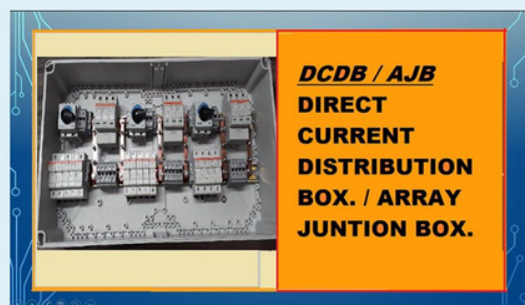 DCDB / AJB
DIRECT
CURRENT
DISTRIBUTION
BOX. / ARRAY
JUNTION BOX.